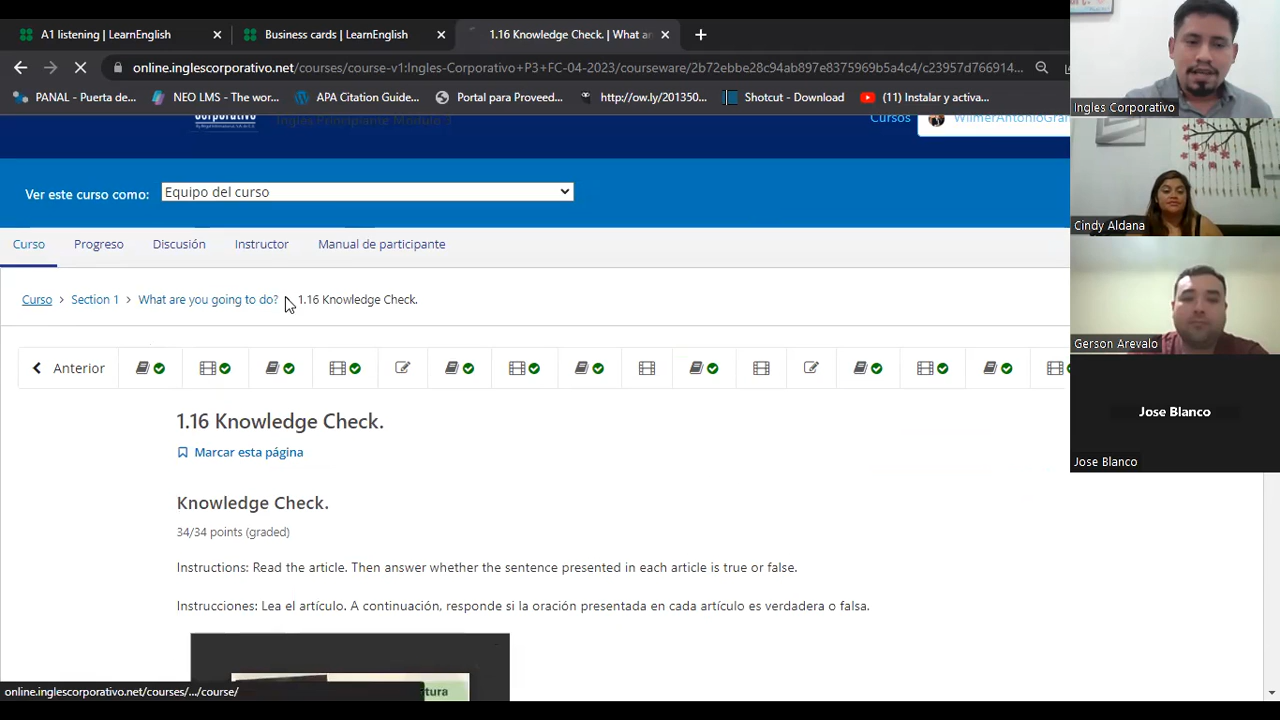 A1 listening | LearnEnglish
Business cards | LearnEnglish
1.16 Knowledge Check. | What ar
online.inglescorporativo.net/courses/course-v1:Ingles-Corporativo+P3+FC-04-2023/courseware/2b72ebbe28c94ab897e8375969b5a4c4/c23957d766914...
PANAL - Puerta de...
NEO LMS - The wor...
APA Citation Guide...
Portal para Proveed...
http://ow.ly/201350...
Shotcut - Download
(11) Instalar y activa...
corporativo
Ingles Principiante Modulo
Cursos
WilmerAntonioGra
Ver este curso como:
Equipo del curso
Curso
Progreso
Discusión
Instructor
Manual de participante
Curso > Section 1 > What are you going to do? 1.16 Knowledge Check.
Anterior
1.16 Knowledge Check.
Marcar esta página
Knowledge Check.
34/34 points (graded)
Instructions: Read the article. Then answer whether the sentence presented in each article is true or false.
Instrucciones: Lea el artículo. A continuación, responde si la oración presentada en cada artículo es verdadera o falsa.
tura
online.inglescorporativo.net/courses/.../course/
Ingles Corporativo
Cindy Aldana
Gerson Arevalo
Jose Blanco
Jose Blanco